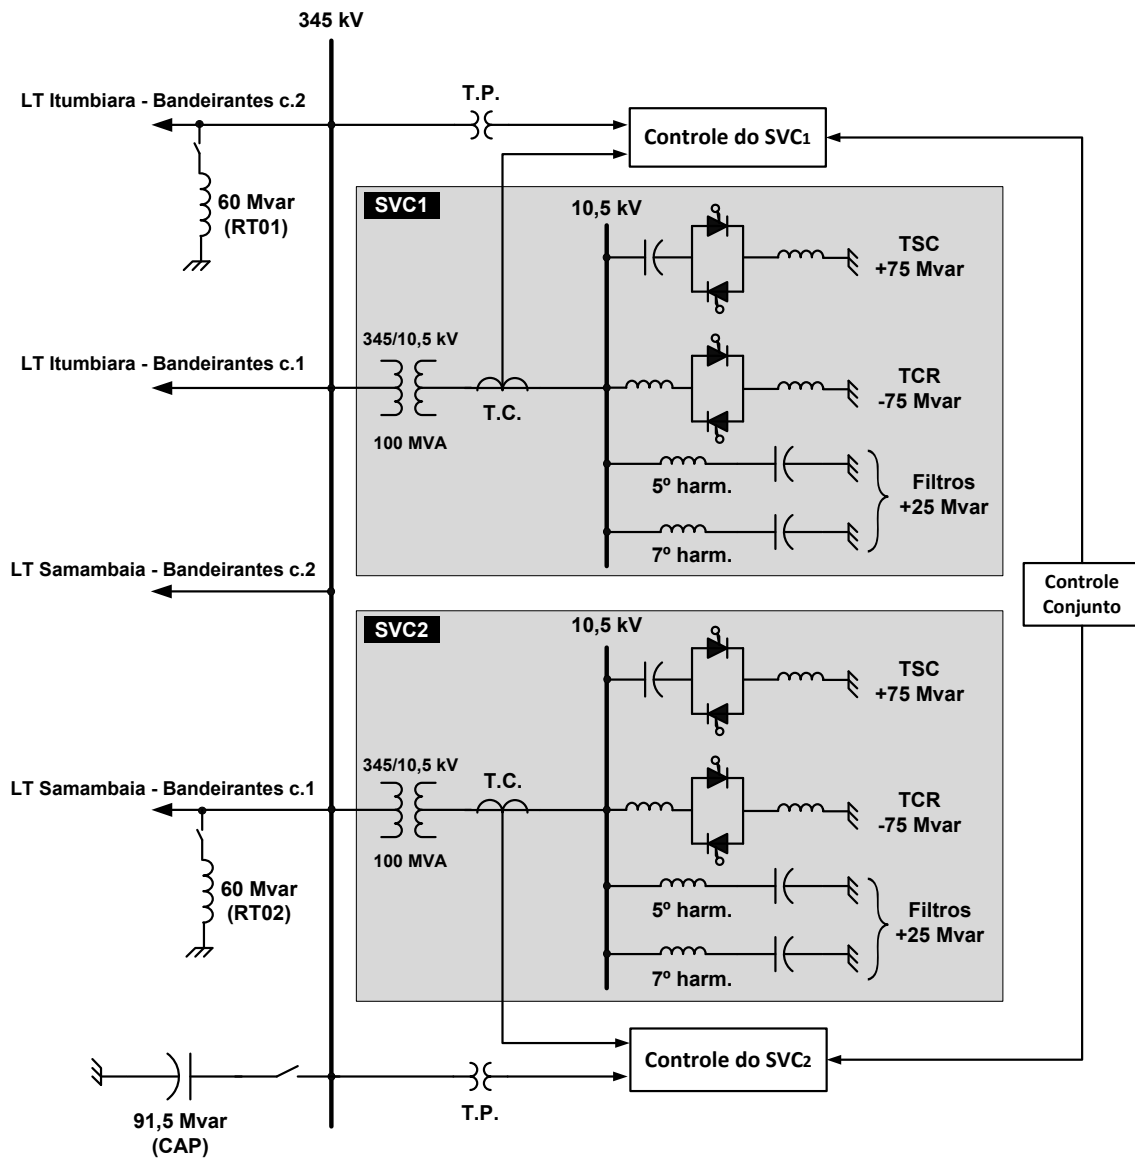 345 kV
LT Itumbiara - Bandeirantes c.2
T.P.
Controle do SVC1
60 Mvar
(RT01)
SVC1
10,5 kV
TSC
+75 Mvar
LT Itumbiara - Bandeirantes c.1
345/10,5 kV
T.C.
100 MVA
TCR
-75 Mvar
5º harm.
7º harm.
Filtros
+25 Mvar
LT Samambaia - Bandeirantes c.2
Controle
Conjunto
SVC2
10,5 kV
TSC
+75 Mvar
LT Samambaia - Bandeirantes c.1
345/10,5 kV
T.C.
100 MVA
TCR
-75 Mvar
60 Mvar
(RT02)
5º harm.
7º harm.
Filtros
+25 Mvar
Controle do SVC2
T.P.
91,5 Mvar
(CAP)